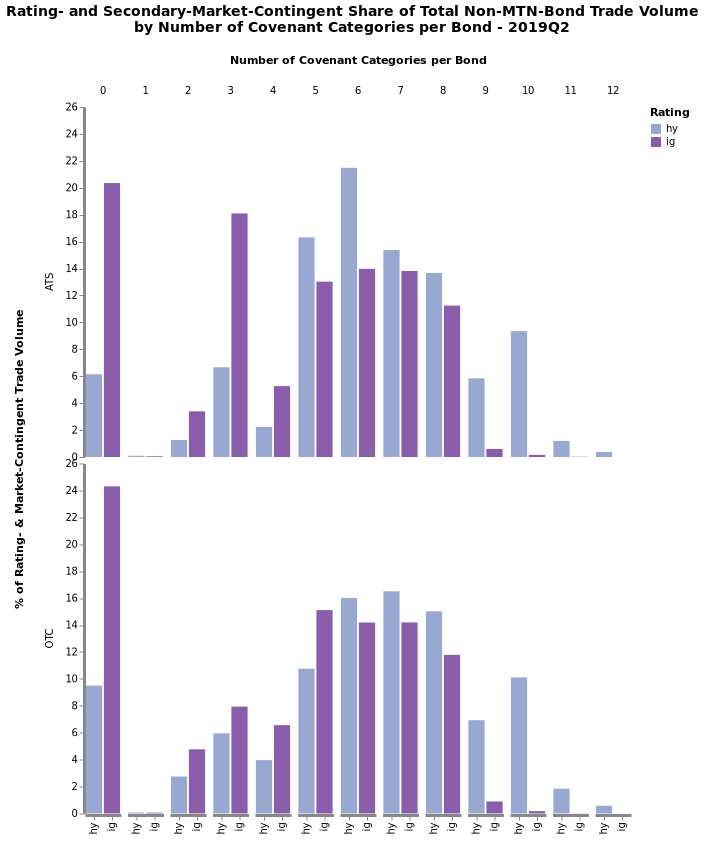 Rating- and Secondary-Market-Contingent Share of Total Non-MTN-Bond Trade Volume
by Number of Covenant Categories per Bond - 2019Q2
Number of Covenant Categories per Bond
0 1 2 3 4 5 6 7 8 9 10 11 12
Rating
hy
ig
% of Rating- & Market-Contingent Trade Volume
ATS
26
24
22
20
18
16
14
12
10
8
6
4
2
0
OTC
26
24
22
20
18
16
14
12
10
8
6
4
2
0
hy ig hy ig hy ig hy ig hy ig hy ig hy ig hy ig hy ig hy ig hy ig hy ig hy ig